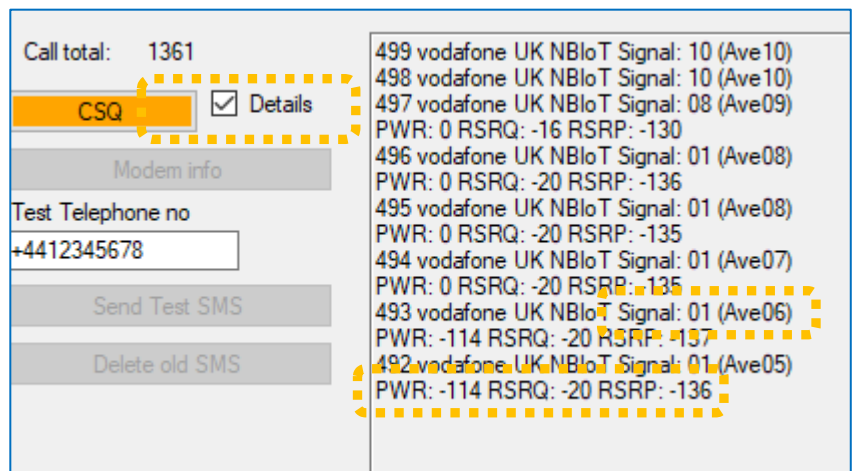 Call total: 1361
CSQ
Details
Modem info
Test Telephone no
+4412345678
Send Test SMS
Delete old SMS
499 vodafone UK NBIoT Signal: 10 (Ave10)
498 vodafone UK NBIoT Signal: 10 (Ave10)
497 vodafone UK NBIoT Signal: 08 (Ave09)
PWR: 0 RSRQ: -16 RSRP: -130
496 vodafone UK NBIoT Signal: 01 (Ave08)
PWR: 0 RSRQ: -20 RSRP: -136
495 vodafone UK NBIoT Signal: 01 (Ave08)
PWR: 0 RSRQ: -20 RSRP: -135
494 vodafone UK NBIoT Signal: 01 (Ave07)
PWR: 0 RSRQ: -20 RSRP: -135
493 vodafone UK NBIoT Signal: 01 (Ave06)
PWR: -114 RSRQ: -20 RSRP: -137
492 vodafone UK NBIoT Signal: 01 (Ave05)
PWR: -114 RSRQ: -20 RSRP: -136